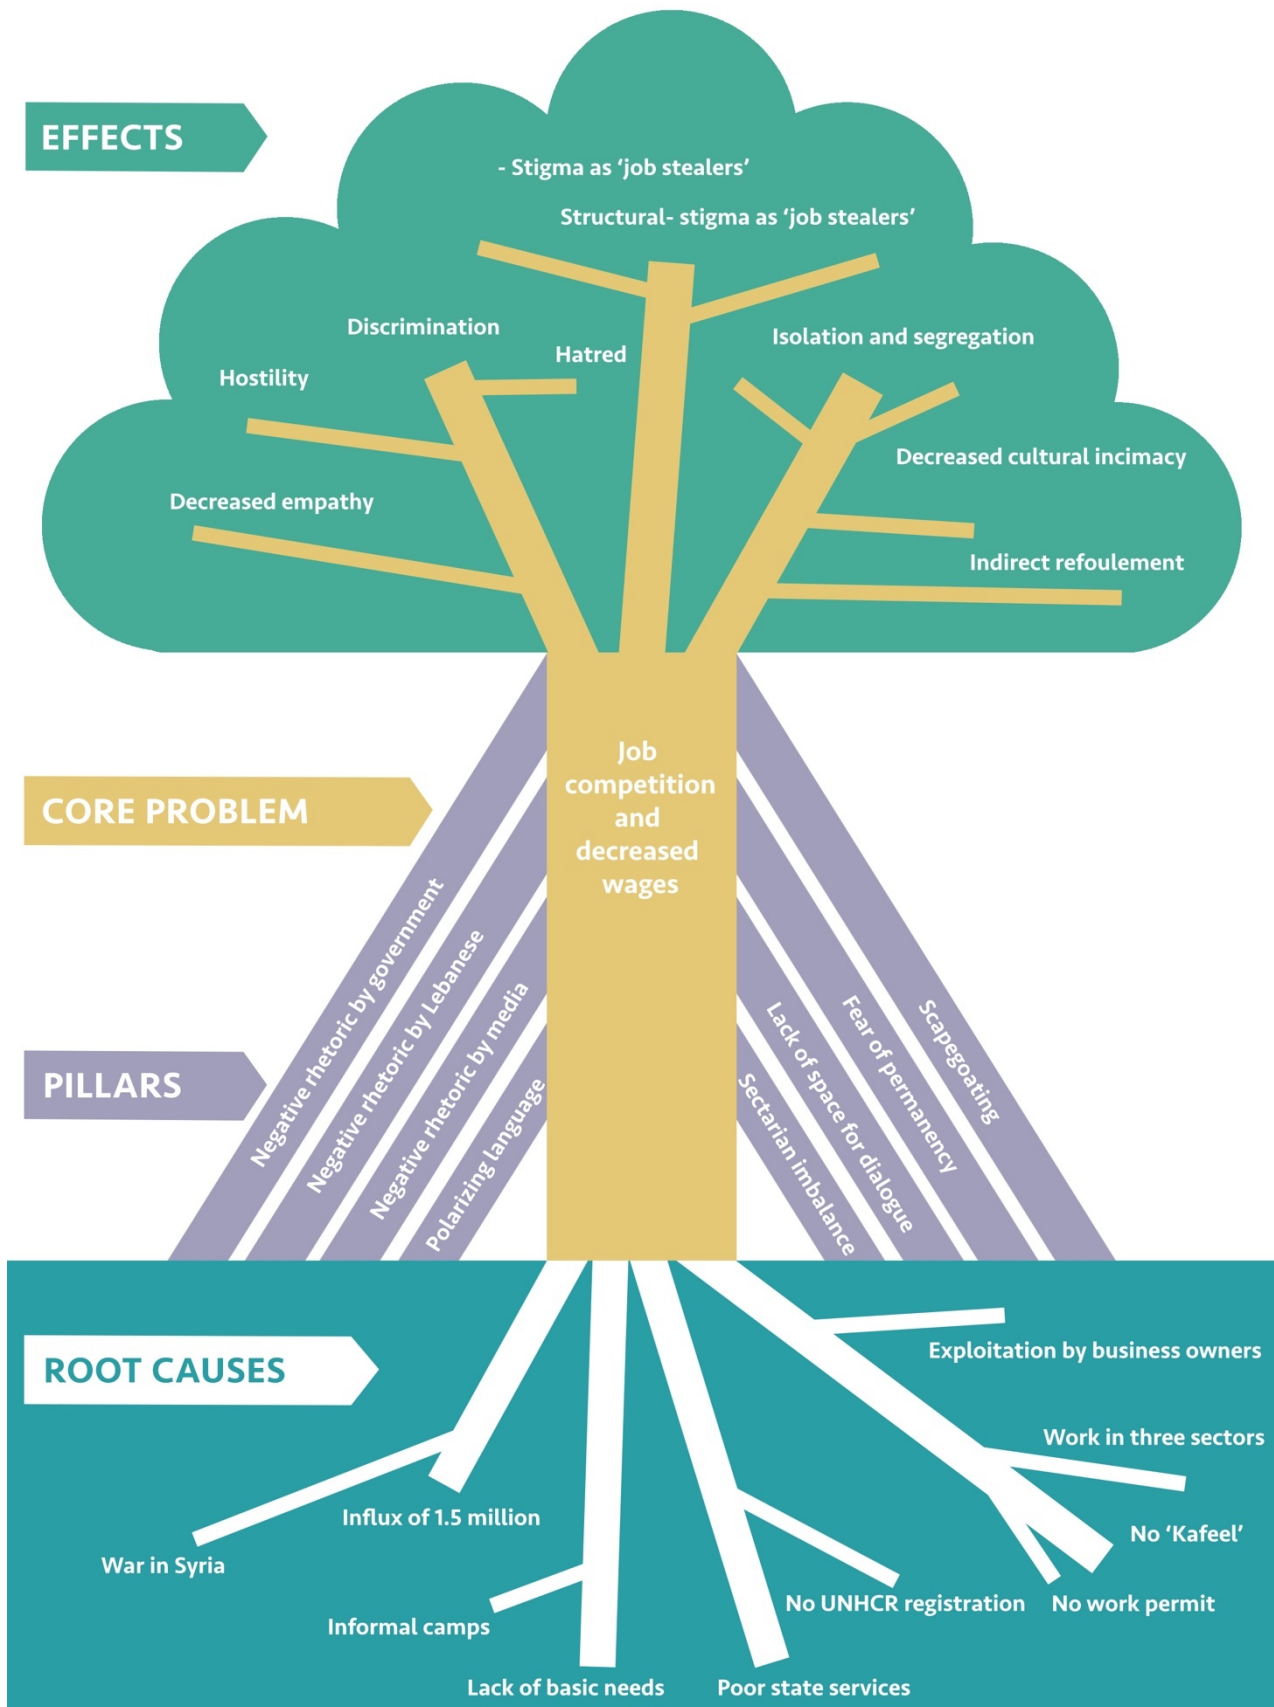 EFFECTS
- Stigma as ‘job stealers’
Structural- stigma as ‘job stealers’
Discrimination
Hatred
Isolation and segregation
Hostility
Decreased cultural incimacy
Decreased empathy
Indirect refoulement
Job
competition
and
decreased
wages
CORE PROBLEM
PILLARS
Negative rhetoric by government
Negative rhetoric by Lebanese
Negative rhetoric by media
Polarizing language
Sectarian imbalance
Lack of space for dialogue
Fear of permanency
Scapegoating
ROOT CAUSES
Exploitation by business owners
Work in three sectors
Influx of 1.5 million
No ‘Kafeel’
War in Syria
No UNHCR registration
No work permit
Informal camps
Lack of basic needs
Poor state services